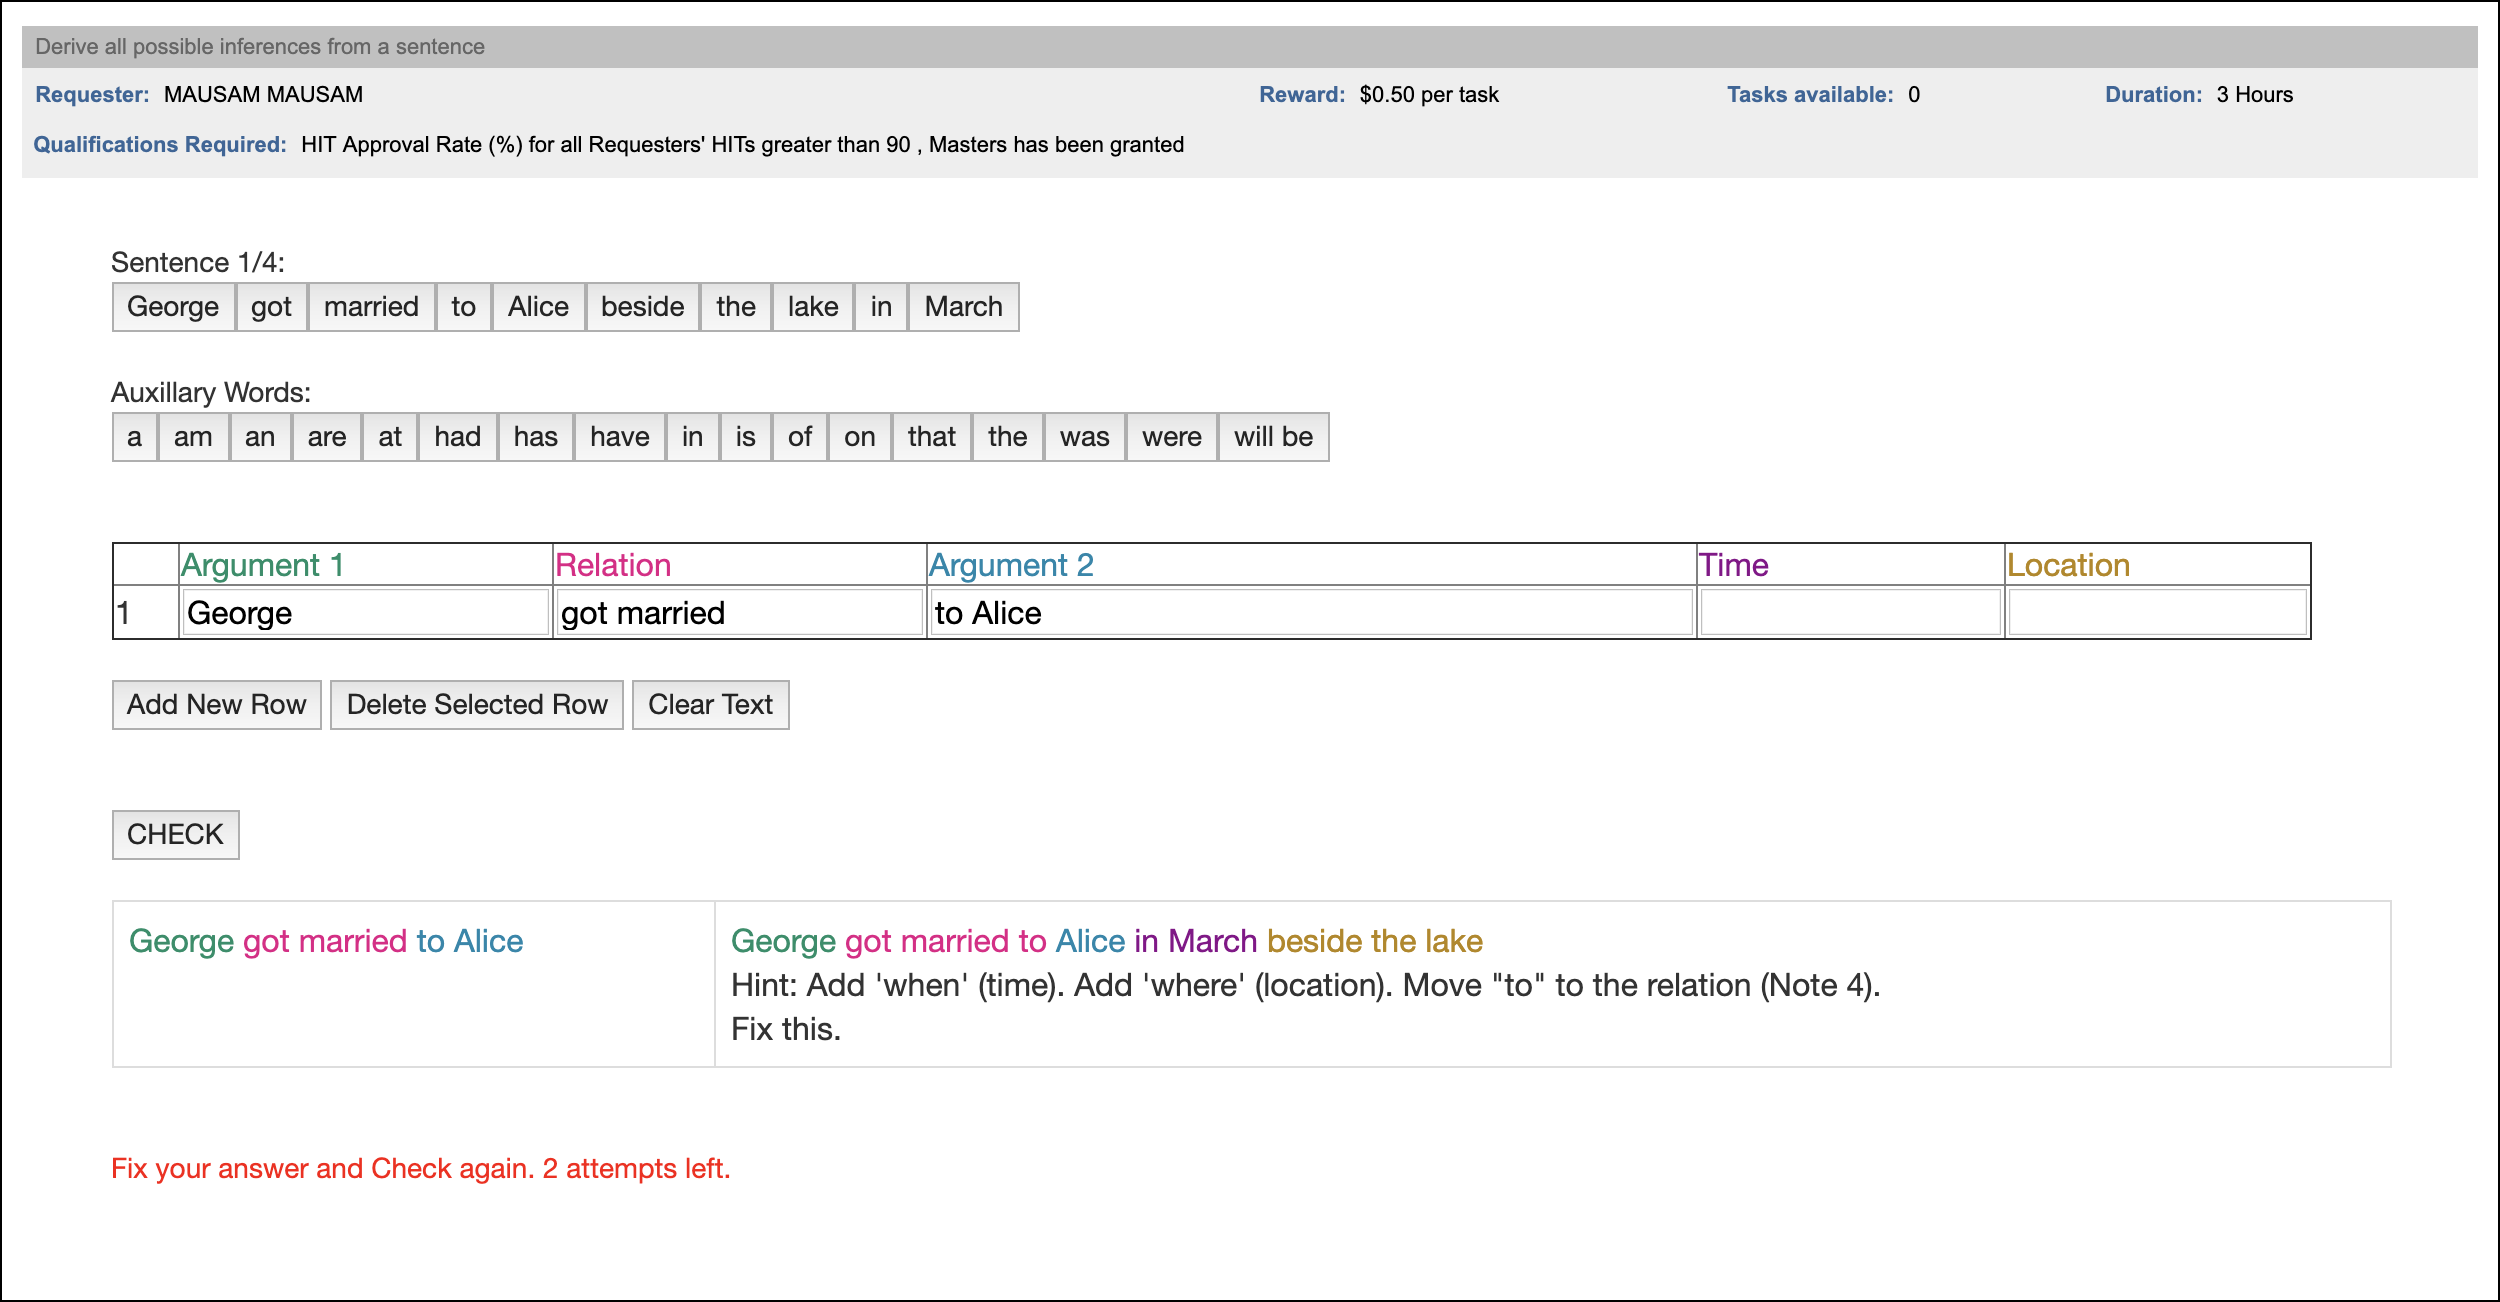 Derive all possible inferences from a sentence
Requester: MAUSAM MAUSAM Reward: $0.50 per task Tasks available: 0 Duration: 3 Hours
Qualifications Required: HIT Approval Rate (%) for all Requesters' HITs greater than 90 , Masters has been granted
Sentence 1/4:
George got married to Alice beside the lake in March
Auxillary Words:
a am an are at had has have in is of on that the was were will be
Argument 1 Relation Argument 2 Time Location
1 George got married to Alice
Add New Row Delete Selected Row Clear Text
CHECK
George got married to Alice
George got married to Alice in March beside the lake
Hint: Add 'when' (time). Add 'where' (location). Move "to" to the relation (Note 4).
Fix this.
Fix your answer and Check again. 2 attempts left.